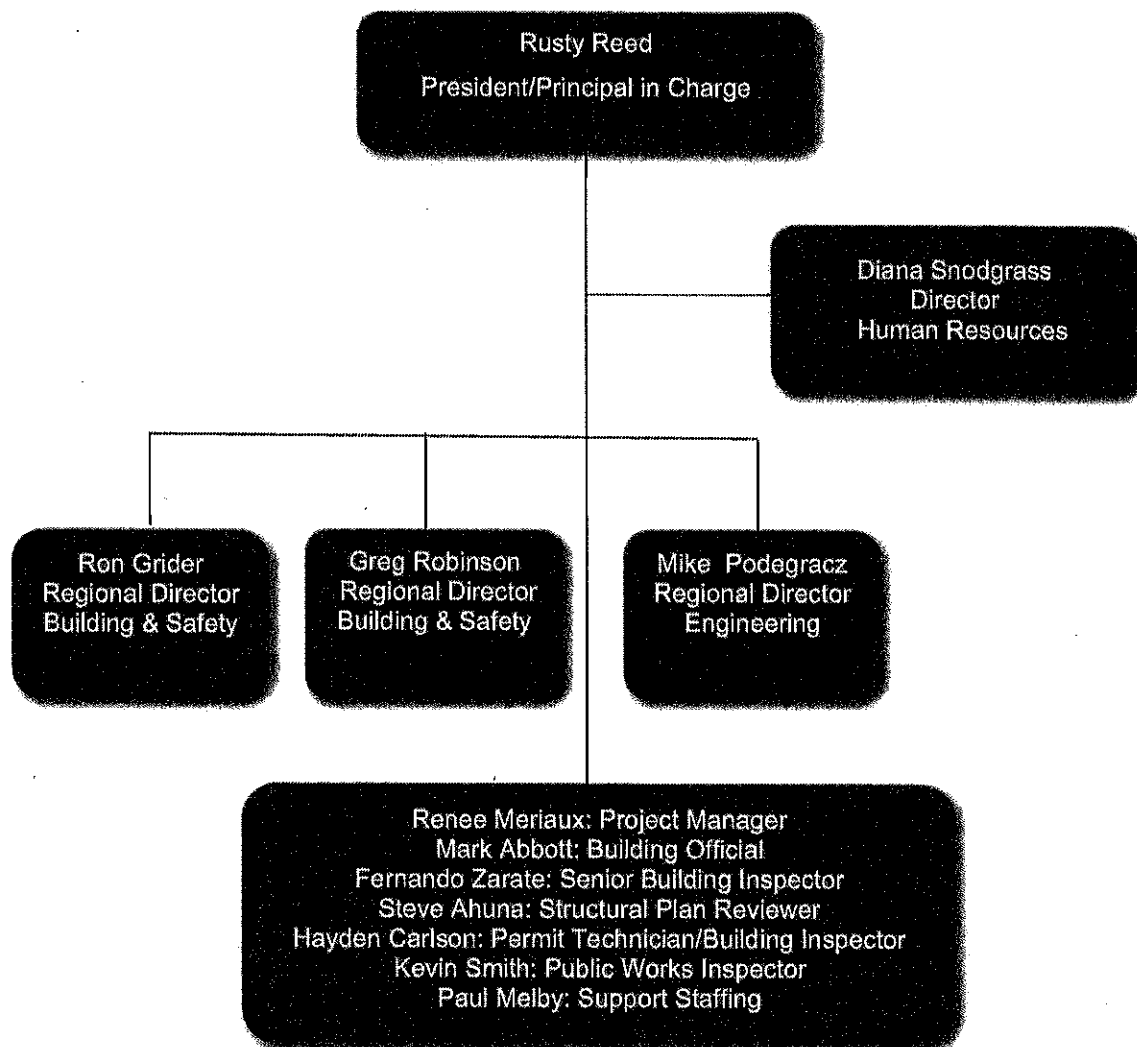 Rusty Reed
President/Principal in Charge
Diana Snodgrass
Director
Human Resources
Ron Grider
Regional Director
Building & Safety
Greg Robinson
Regional Director
Building & Safety
Mike Podegracz
Regional Director
Engineering
Renee Meriaux: Project Manager
Mark Abbott: Building Official
Fernando Zarate: Senior Building Inspector
Steve Ahuna: Structural Plan Reviewer
Hayden Carlson: Permit Technician/Building Inspector
Kevin Smith: Public Works Inspector
Paul Melby: Support Staffing